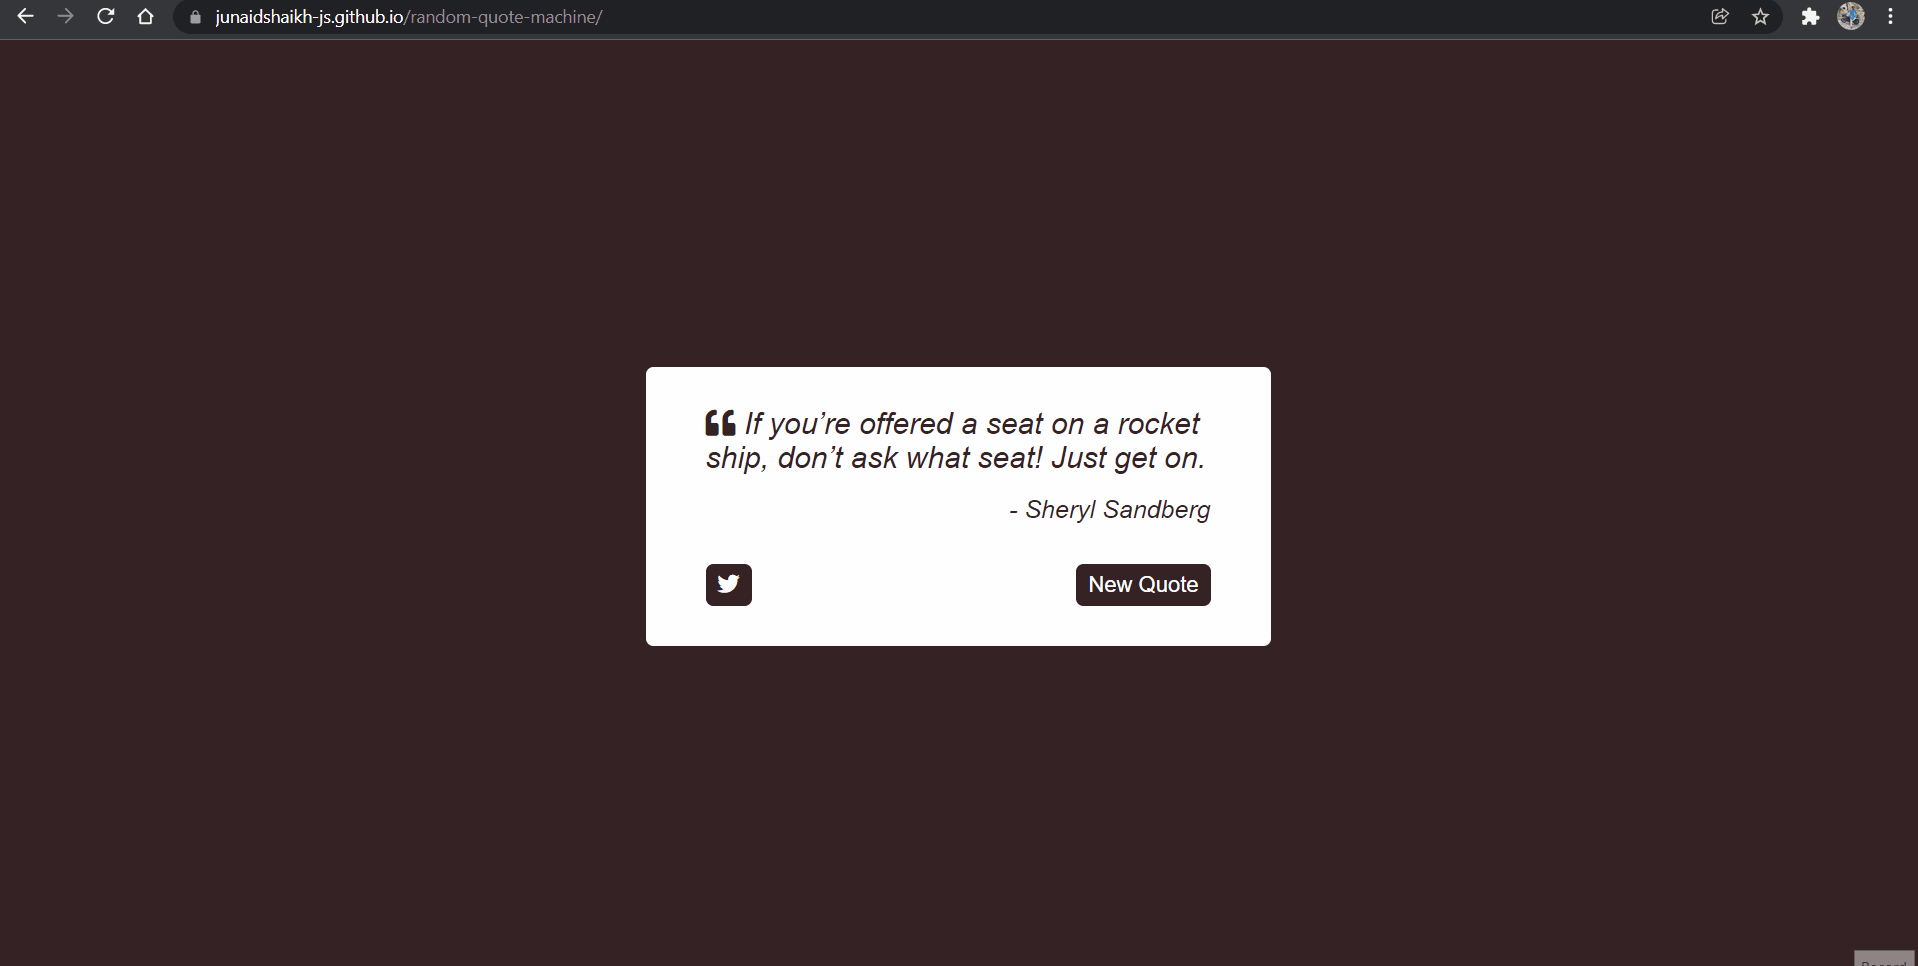 junaidshaikh-js.github.io/random-quote-machine/
If you’re offered a seat on a rocket
ship, don’t ask what seat! Just get on.
- Sheryl Sandberg
New Quote